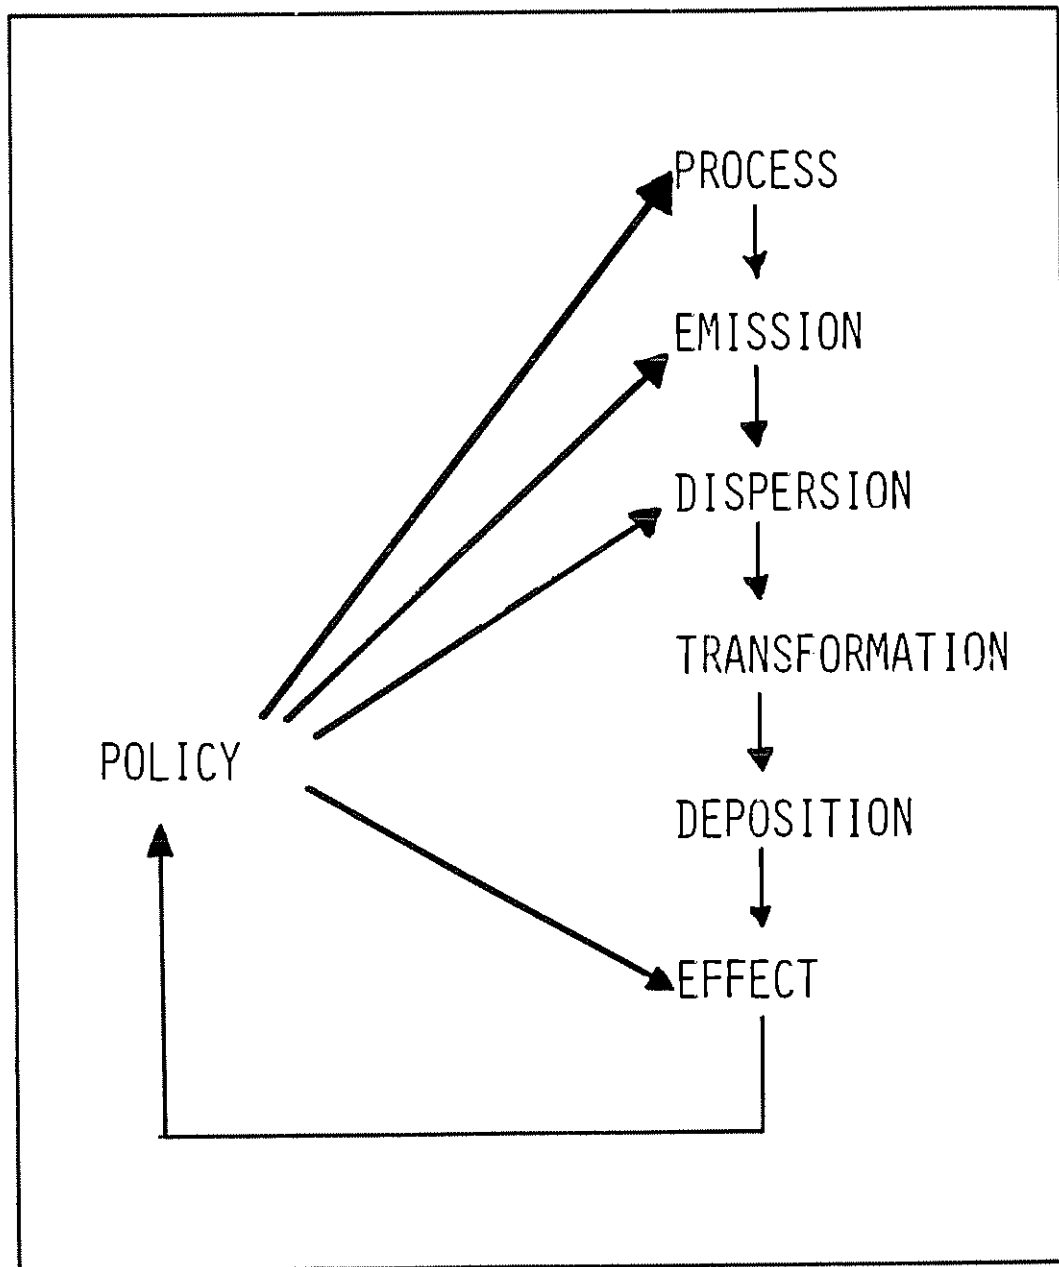 PROCESS
EMISSION
DISPERSION
TRANSFORMATION
POLICY
DEPOSITION
EFFECT